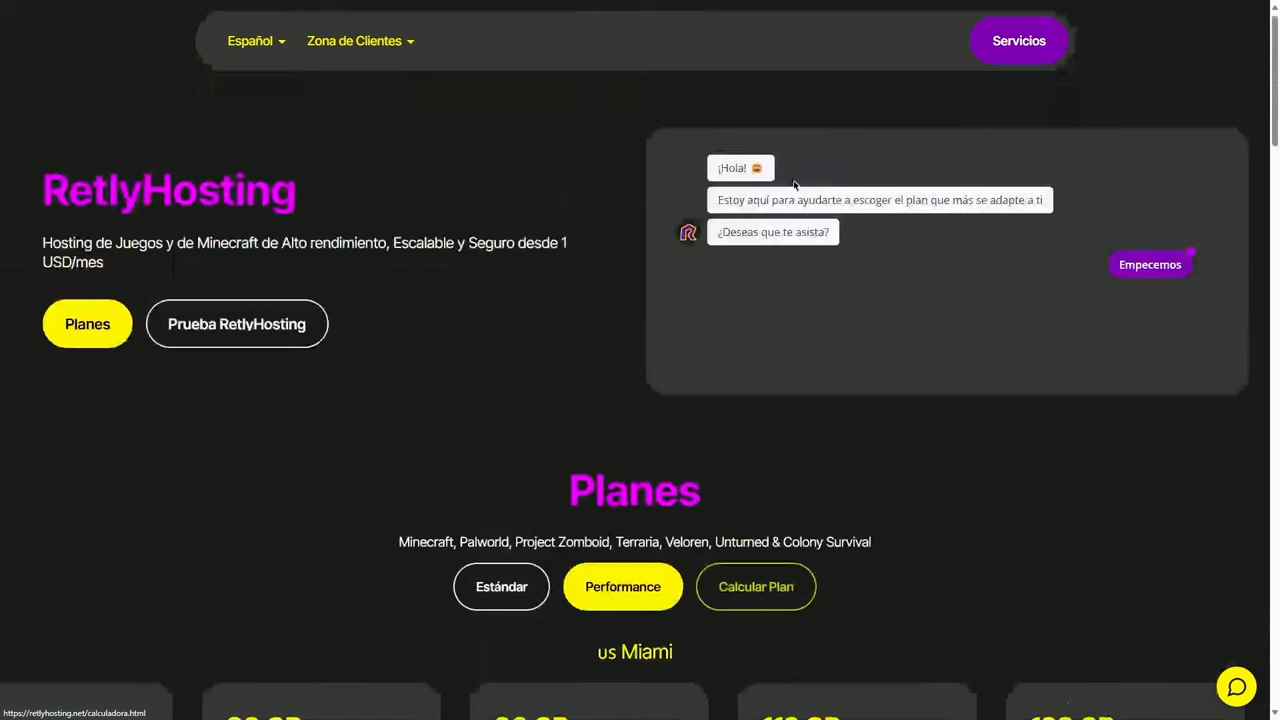 Español
Zona de Clientes
Servicios
RetlyHosting
Hosting de Juegos y de Minecraft de Alto rendimiento, Escalable y Seguro desde 1
USD/mes
Planes
Prueba RetlyHosting
¡Hola!
Estoy aquí para ayudarte a escoger el plan que más se adapte a ti
¿Deseas que te asista?
Empecemos
Planes
Minecraft, Palworld, Project Zomboid, Terraria, Veloren, Unturned & Colony Survival
Estándar
Performance
Calcular Plan
us Miami
https://retlyhosting.net/calculadora.html